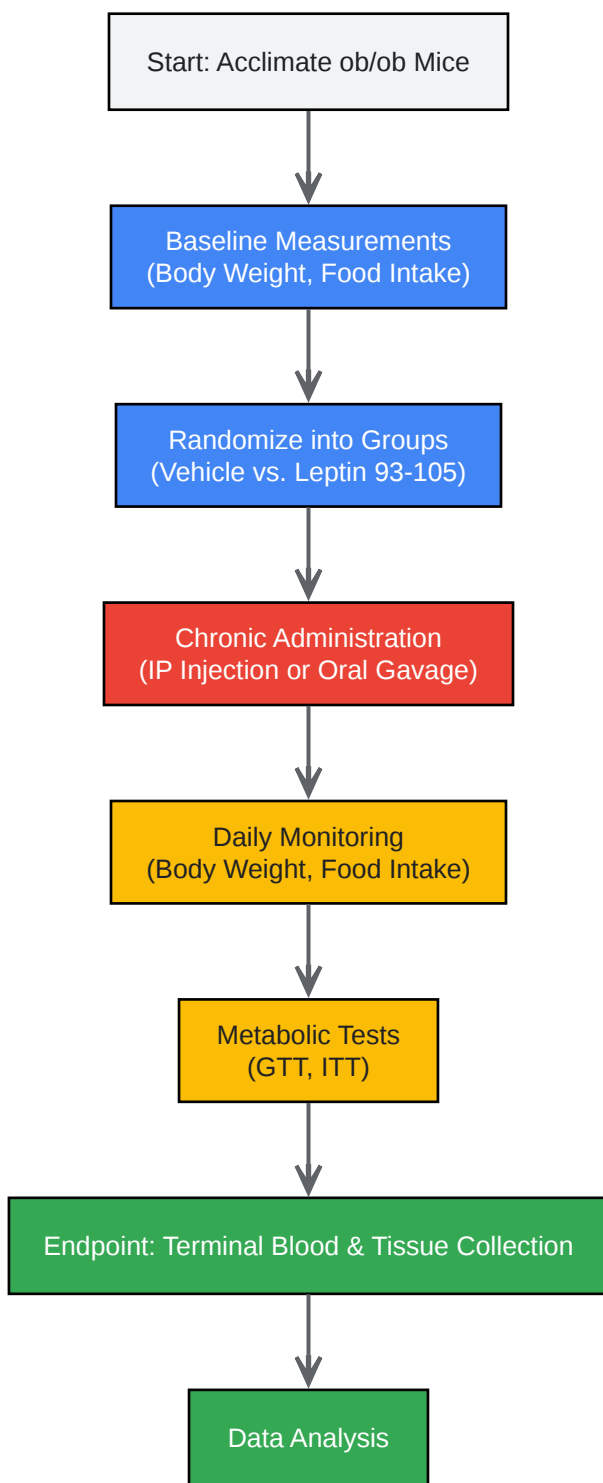 Start: Acclimate ob/ob Mice
Baseline Measurements
(Body Weight, Food Intake)
Randomize into Groups
(Vehicle vs. Leptin 93-105)
Chronic Administration
(IP Injection or Oral Gavage)
Daily Monitoring
(Body Weight, Food Intake)
Metabolic Tests
(GTT, ITT)
Endpoint: Terminal Blood & Tissue Collection
Data Analysis